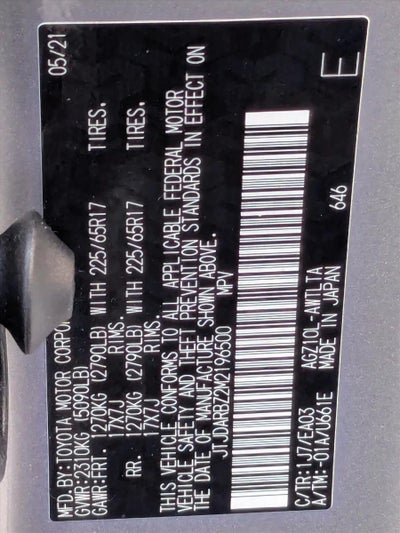 MFD.BY:TOYOTA MOTOR CORPO 05/21
GVWR:2310KG (5090LB)
GAWR:FRT. 1270KG (2790LB) WITH 225/65R17 TIRES.
17X7J RIMS.
RR. 1270KG (2790LB) WITH 225/65R17 TIRES.
17X7J RIMS.
THIS VEHICLE CONFORMS TO ALL APPLICABLE FEDERAL MOTOR
VEHICLE SAFETY AND THEFT PREVENTION STANDARDS IN EFFECT ON
THE DATE OF MANUFACTURE SHOWN ABOVE.
JTJDARBZ2M2196500 MPV
C/TR:1J7/EA03 AGZ10L-AWTLTA
A/TM:-01A/U661E MADE IN JAPAN 646
E